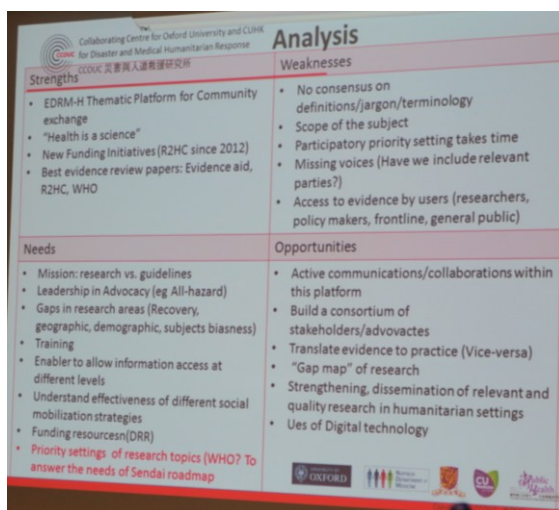 Collaborating Centre for Oxford University and CUHK
for Disaster and Medical Humanitarian Response
CCOUC 災害與人道救援研究所
Analysis
Strengths
• EDRM-H Thematic Platform for Community
exchange
• "Health is a science"
• New Funding Initiatives (R2HC since 2012)
• Best evidence review papers: Evidence aid,
R2HC, WHO
Weaknesses
• No consensus on
definitions/jargon/terminology
• Scope of the subject
• Participatory priority setting takes time
• Missing voices (Have we include relevant
parties?)
• Access to evidence by users (researchers,
policy makers, frontline, general public)
Needs
• Mission: research vs. guidelines
• Leadership in Advocacy (eg All-hazard)
• Gaps in research areas (Recovery,
geographic, demographic, subjects biasness)
• Training
• Enabler to allow information access at
different levels
• Understand effectiveness of different social
mobilization strategies
• Funding resourcesn(DRR)
• Priority settings of research topics (WHO? To
answer the needs of Sendai roadmap
Opportunities
• Active communications/collaborations within
this platform
• Build a consortium of
stakeholders/advovactes
• Translate evidence to practice (Vice-versa)
• "Gap map" of research
• Strengthening, dissemination of relevant and
quality research in humanitarian settings
• Ues of Digital technology
OXFORD
CU
Public Health